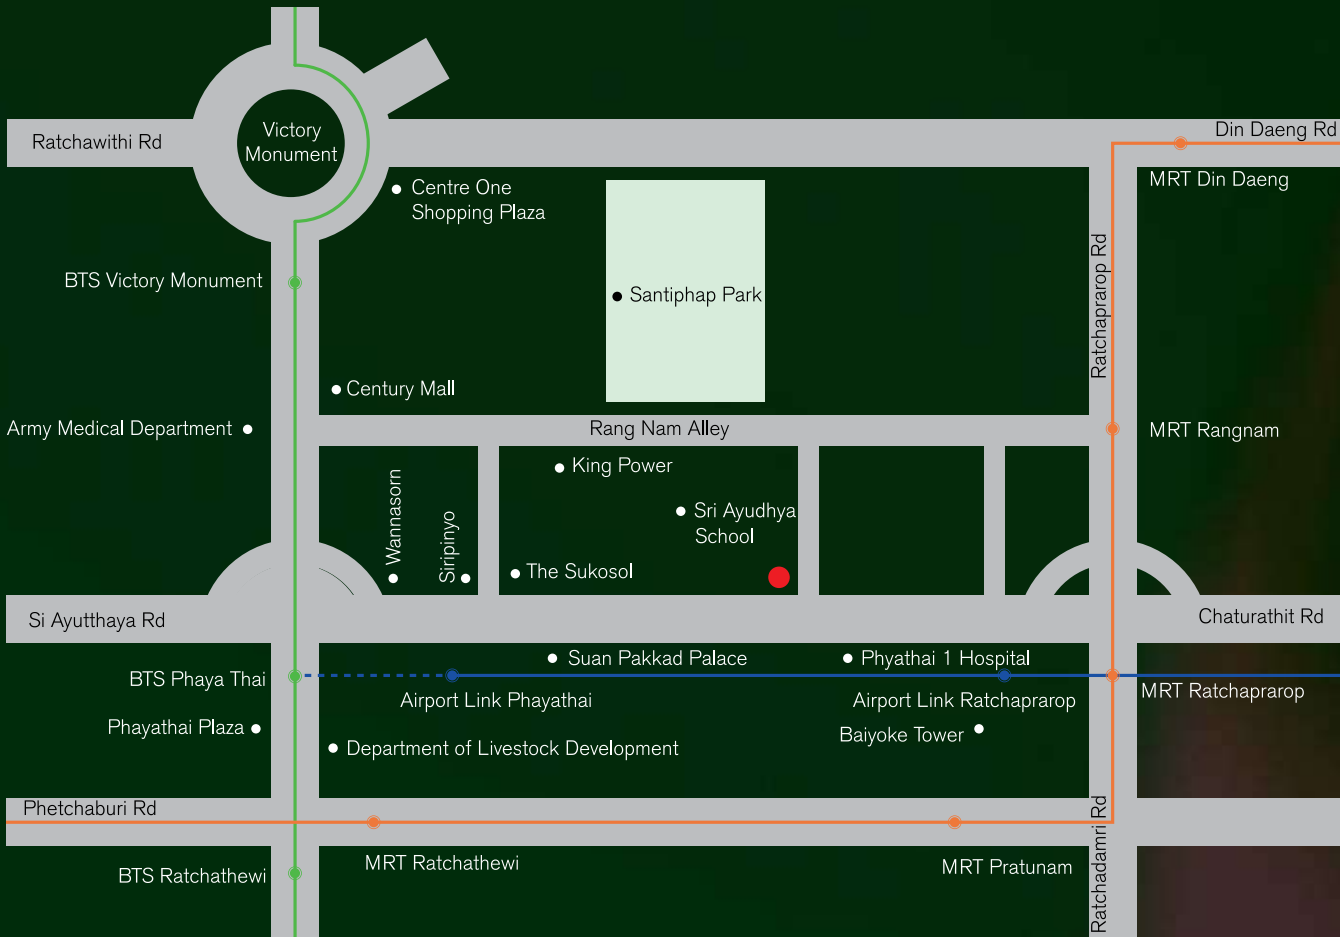 Din Daeng Rd
Victory
Monument
Ratchawithi Rd
MRT Din Daeng
Centre One
Shopping Plaza
Ratchaprarop Rd
BTS Victory Monument
Santiphap Park
Century Mall
Army Medical Department
Rang Nam Alley
MRT Rangnam
King Power
Wannasorn
Siripinyo
Sri Ayudhya
School
The Sukosol
Si Ayutthaya Rd
Chaturathit Rd
Suan Pakkad Palace
Phyathai 1 Hospital
BTS Phaya Thai
Airport Link Phayathai
Airport Link Ratchaprarop
MRT Ratchaprarop
Phayathai Plaza
Baiyoke Tower
Department of Livestock Development
Phetchaburi Rd
Ratchadamri Rd
MRT Ratchathewi
MRT Pratunam
BTS Ratchathewi